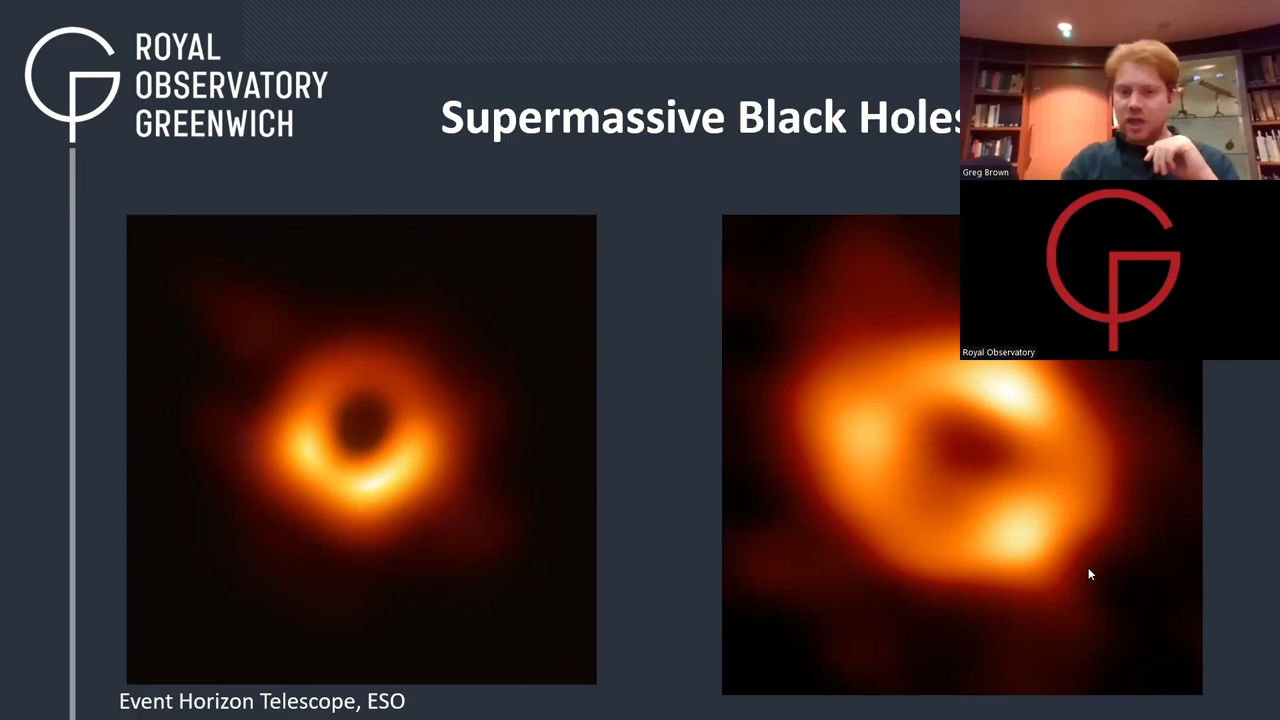 ROYAL
OBSERVATORY
GREENWICH
Supermassive Black Holes
Greg Brown
Royal Observatory
Event Horizon Telescope, ESO